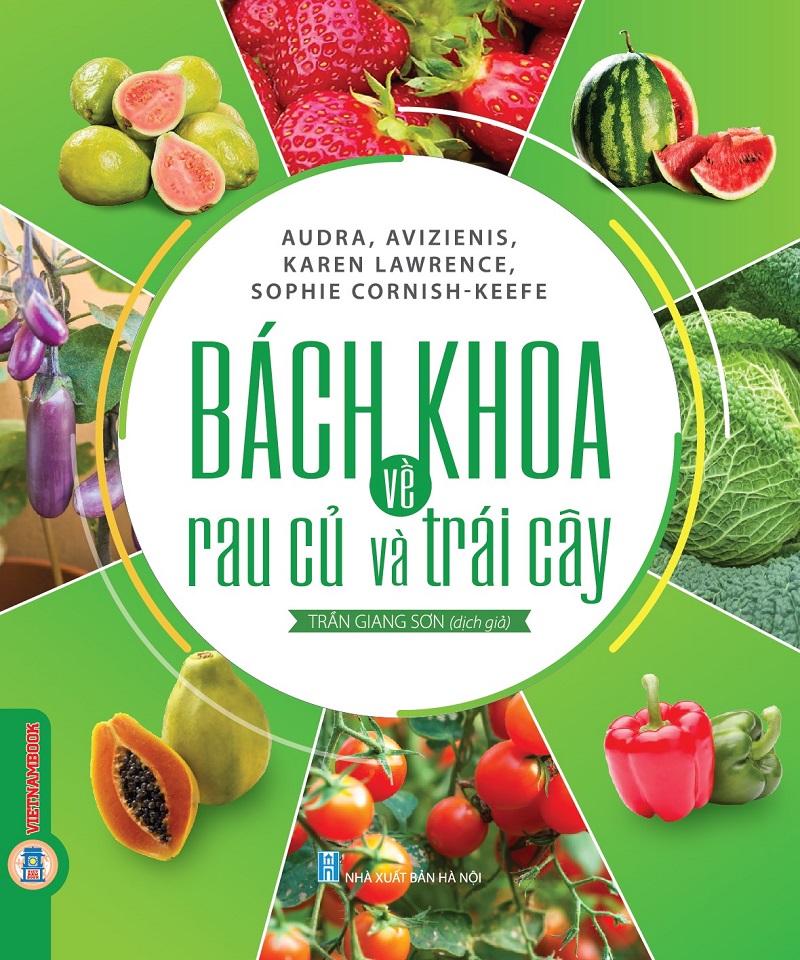 AUDRA, AVIZIENIS,
KAREN LAWRENCE,
SOPHIE CORNISH-KEEFE
BÁCH KHOA
về
rau củ và trái cây
TRẦN GIANG SƠN (dịch giả)
VIETNAMBOOK
NHÀ XUẤT BẢN HÀ NỘI